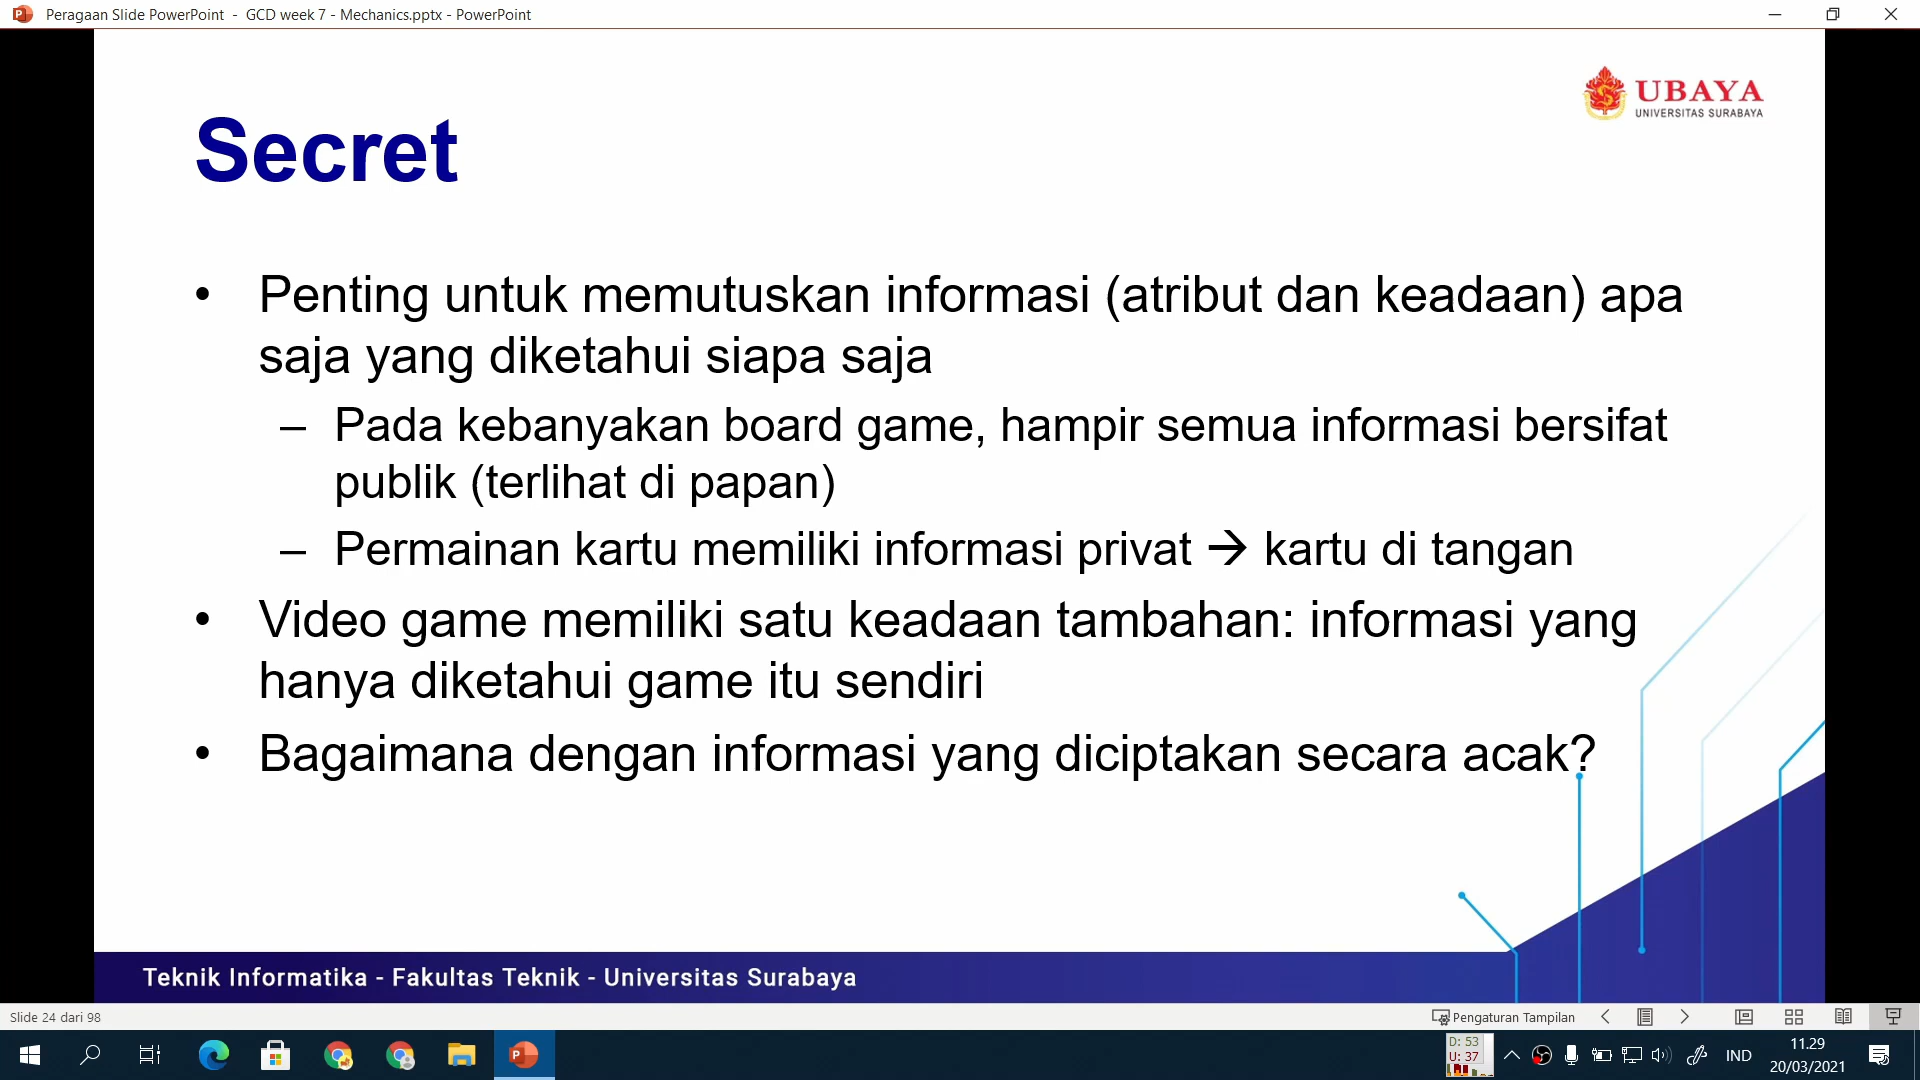 Peragaan Slide PowerPoint - GCD week 7 - Mechanics.pptx - PowerPoint
UBAYA
UNIVERSITAS SURABAYA
Secret
• Penting untuk memutuskan informasi (atribut dan keadaan) apa
saja yang diketahui siapa saja
– Pada kebanyakan board game, hampir semua informasi bersifat
publik (terlihat di papan)
– Permainan kartu memiliki informasi privat → kartu di tangan
• Video game memiliki satu keadaan tambahan: informasi yang
hanya diketahui game itu sendiri
• Bagaimana dengan informasi yang diciptakan secara acak?
Teknik Informatika - Fakultas Teknik - Universitas Surabaya
Slide 24 dari 98
Pengaturan Tampilan
D: 53
U: 37
IND
11.29
20/03/2021